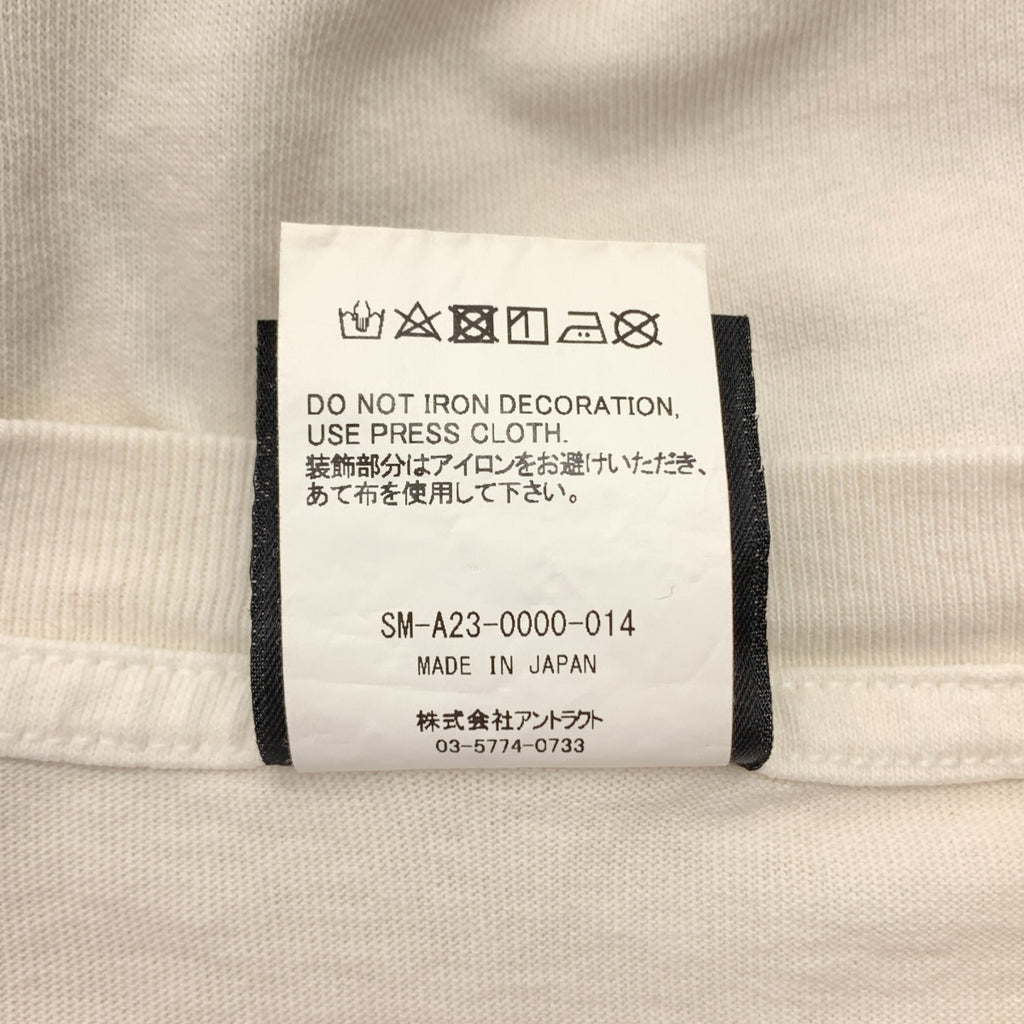 DO NOT IRON DECORATION,
USE PRESS CLOTH.
装飾部分はアイロンをお避けいただき、
あて布を使用して下さい。
SM-A23-0000-014
MADE IN JAPAN
株式会社アントラクト
03-5774-0733